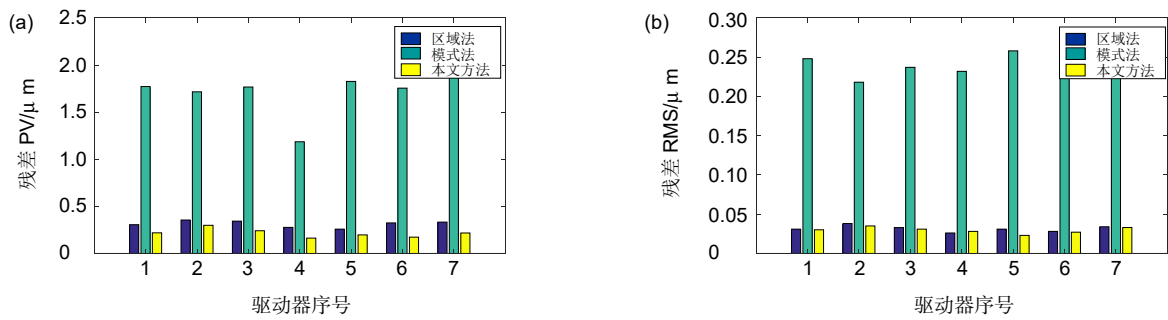 (a)
残差 PV/μ m
2.5
2.0
1.5
1.0
0.5
0
区域法
模式法
本文方法
1 2 3 4 5 6 7
驱动器序号
(b)
残差 RMS/μ m
0.30
0.25
0.20
0.15
0.10
0.05
0
区域法
模式法
本文方法
1 2 3 4 5 6 7
驱动器序号